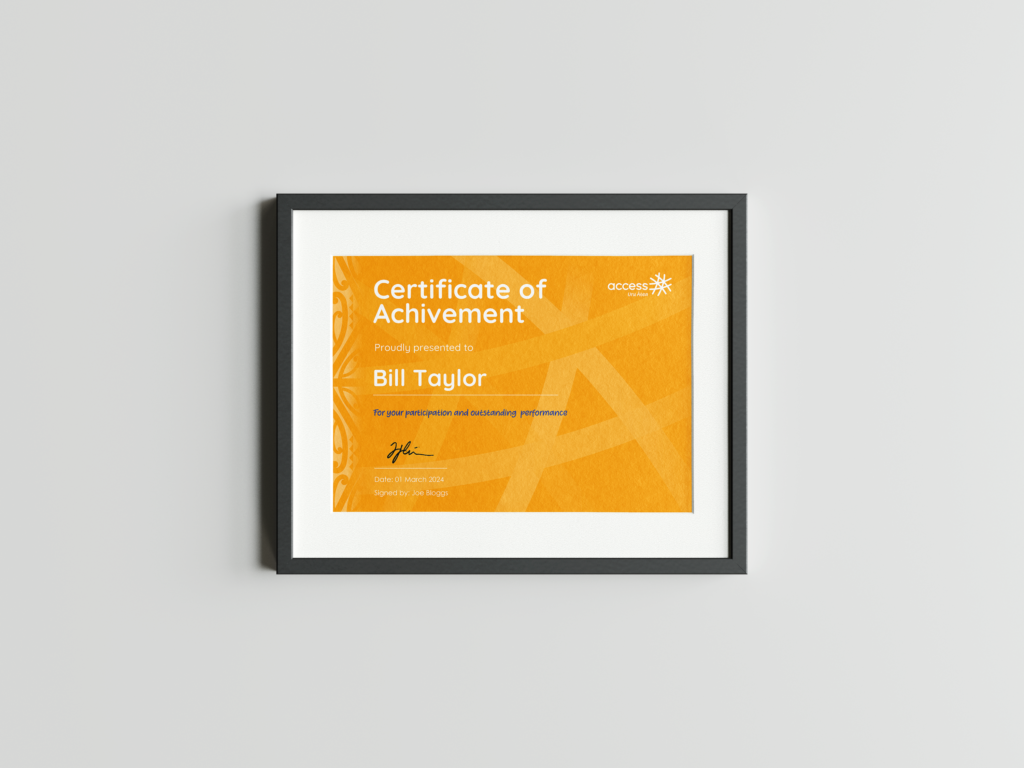 Certificate of
Achivement
access
Proudly presented to
Bill Taylor
For your participation and outstanding performance
Date: 01 March 2024
Signed by: Joe Bloggs